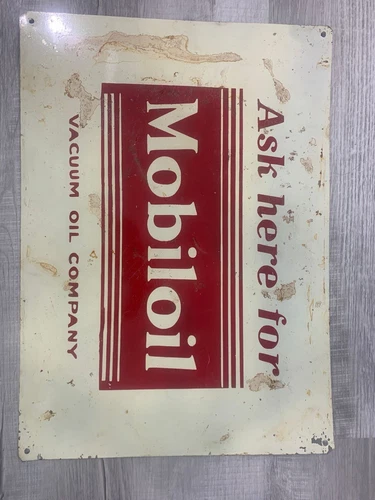 Ask here for
Mobiloil
VACUUM OIL COMPANY